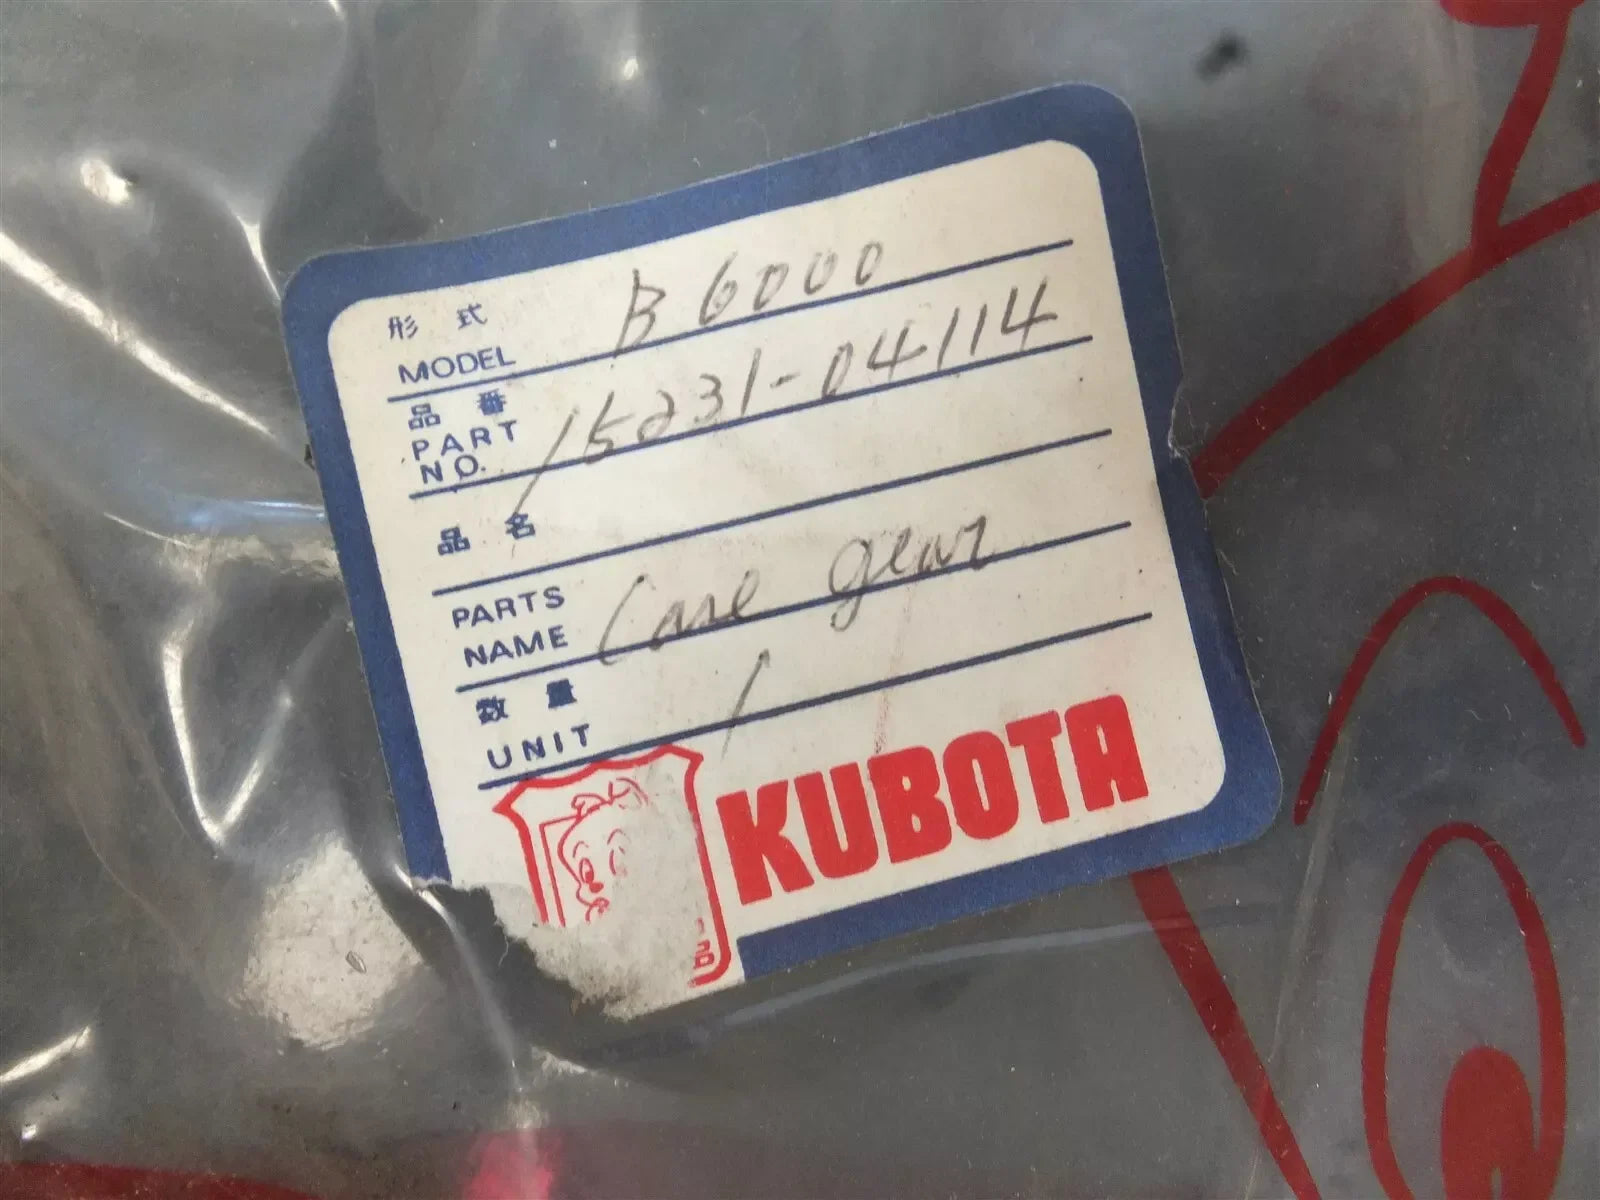 形式
MODEL B6000
品番
PART NO. 15231-04114
品名
PARTS
NAME Case gear
数量
UNIT 1
KUBOTA